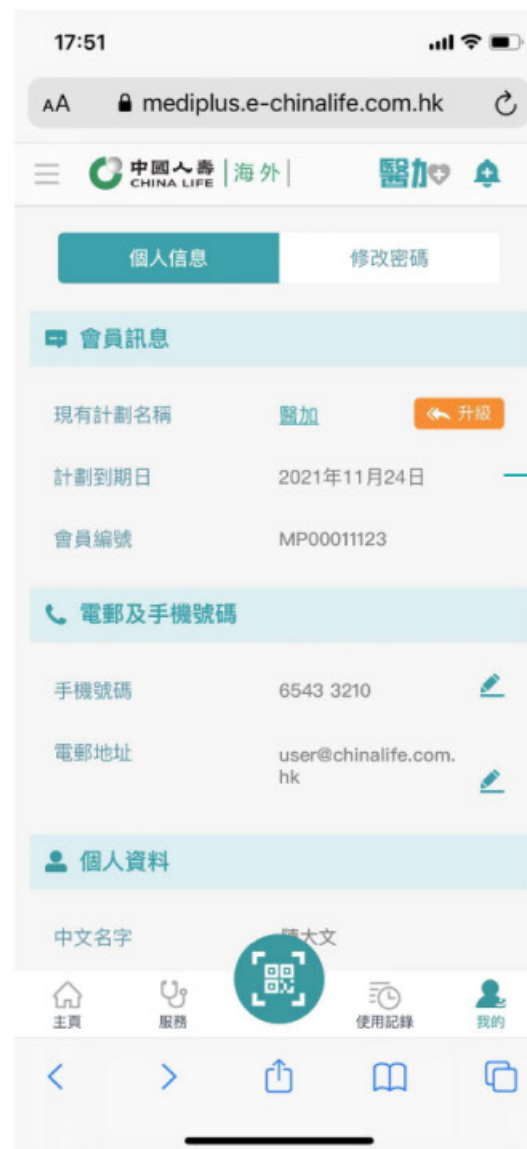 17:51
AA mediplus.e-chinalife.com.hk
中國人壽 CHINA LIFE 海外 醫加
個人信息 修改密碼
會員訊息
現有計劃名稱 醫加 升級
計劃到期日 2021年11月24日
會員編號 MP00011123
電郵及手機號碼
手機號碼 6543 3210
電郵地址 user@chinalife.com.
hk
個人資料
中文名字 陳大文
主頁 服務 使用記錄 我的